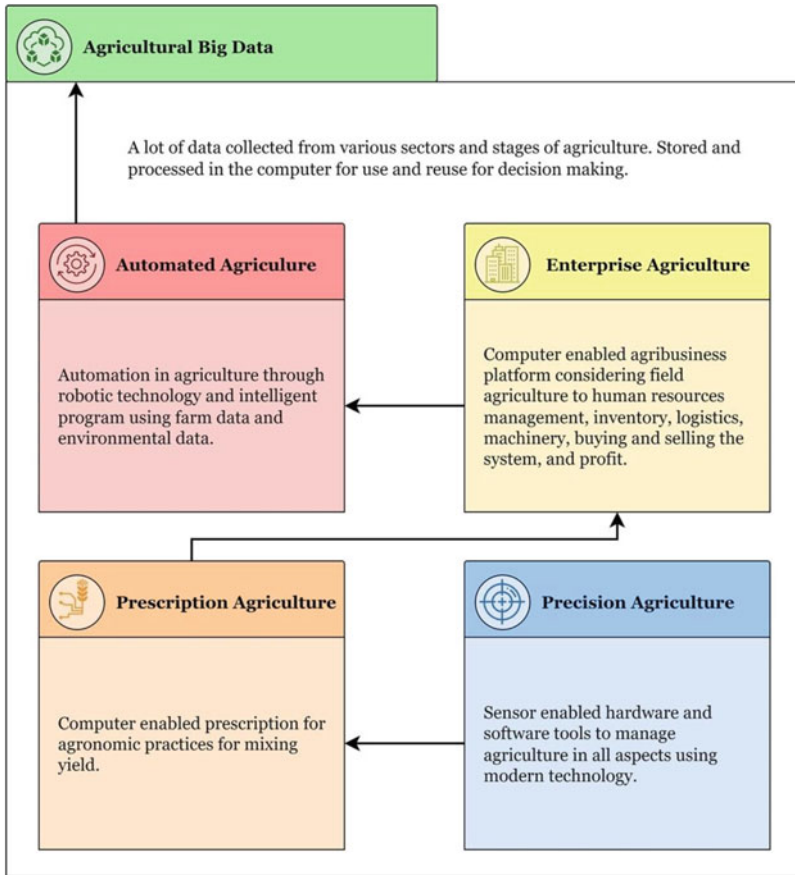 Agricultural Big Data
A lot of data collected from various sectors and stages of agriculture. Stored and
processed in the computer for use and reuse for decision making.
Automated Agriculure
Automation in agriculture through
robotic technology and intelligent
program using farm data and
environmental data.
Enterprise Agriculture
Computer enabled agribusiness
platform considering field
agriculture to human resources
management, inventory, logistics,
machinery, buying and selling the
system, and profit.
Prescription Agriculture
Computer enabled prescription for
agronomic practices for mixing
yield.
Precision Agriculture
Sensor enabled hardware and
software tools to manage
agriculture in all aspects using
modern technology.